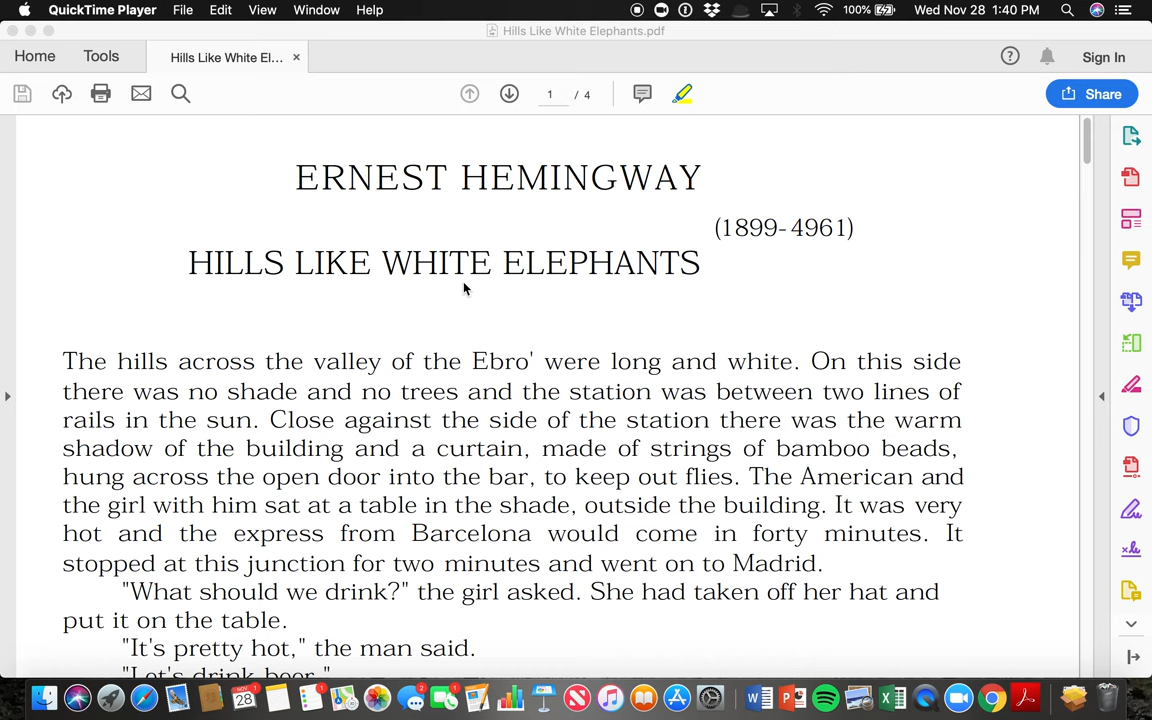 QuickTime Player File Edit View Window Help 100% Wed Nov 28 1:40 PM
Hills Like White Elephants.pdf
Home Tools Hills Like White El... × Sign In
1 / 4 Share
ERNEST HEMINGWAY
(1899-4961)
HILLS LIKE WHITE ELEPHANTS
The hills across the valley of the Ebro' were long and white. On this side
there was no shade and no trees and the station was between two lines of
rails in the sun. Close against the side of the station there was the warm
shadow of the building and a curtain, made of strings of bamboo beads,
hung across the open door into the bar, to keep out flies. The American and
the girl with him sat at a table in the shade, outside the building. It was very
hot and the express from Barcelona would come in forty minutes. It
stopped at this junction for two minutes and went on to Madrid.
"What should we drink?" the girl asked. She had taken off her hat and
put it on the table.
"It's pretty hot," the man said.
"Let's drink beer."